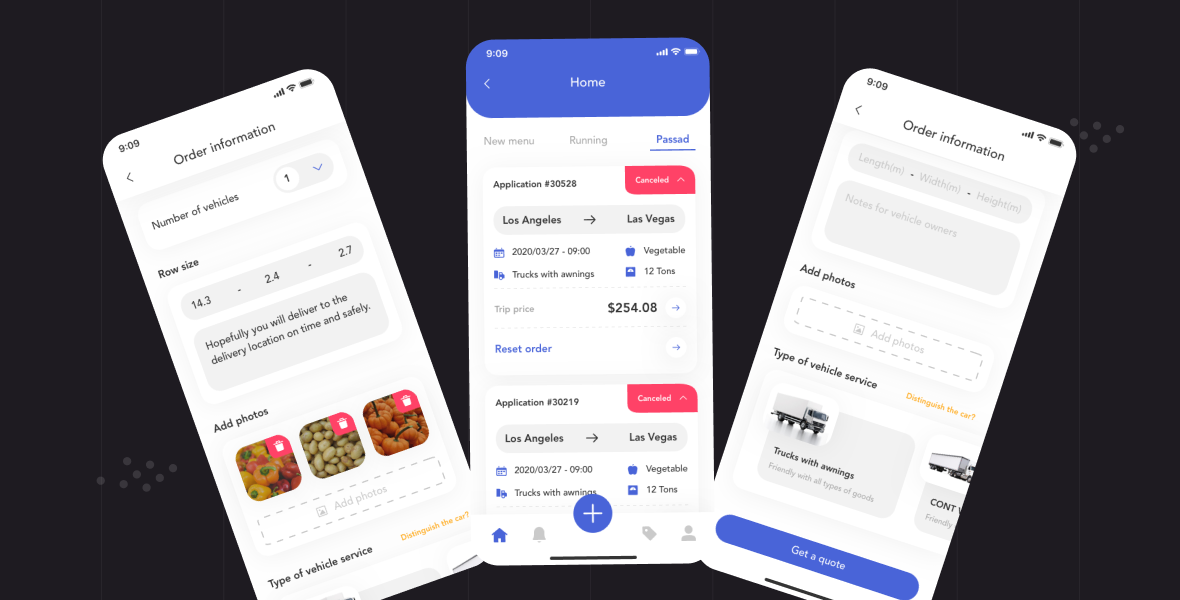 9:09
Order information
Number of vehicles
1
Row size
14.3 - 2.4 - 2.7
Hopefully you will deliver to the
delivery location on time and safely.
Add photos
Add photos
Distinguish the car?
Type of vehicle service
9:09
Home
New menu
Running
Passad
Application #30528
Canceled
Los Angeles
Las Vegas
2020/03/27 - 09:00
Vegetable
Trucks with awnings
12 Tons
Trip price
$254.08
Reset order
Application #30219
Canceled
Los Angeles
Las Vegas
2020/03/27 - 09:00
Vegetable
Trucks with awnings
12 Tons
9:09
Order information
Length(m) - Width(m) - Height(m)
Notes for vehicle owners
Add photos
Add photos
Type of vehicle service
Distinguish the car?
Trucks with awnings
Friendly with all types of goods
CONT
Friendly
Get a quote